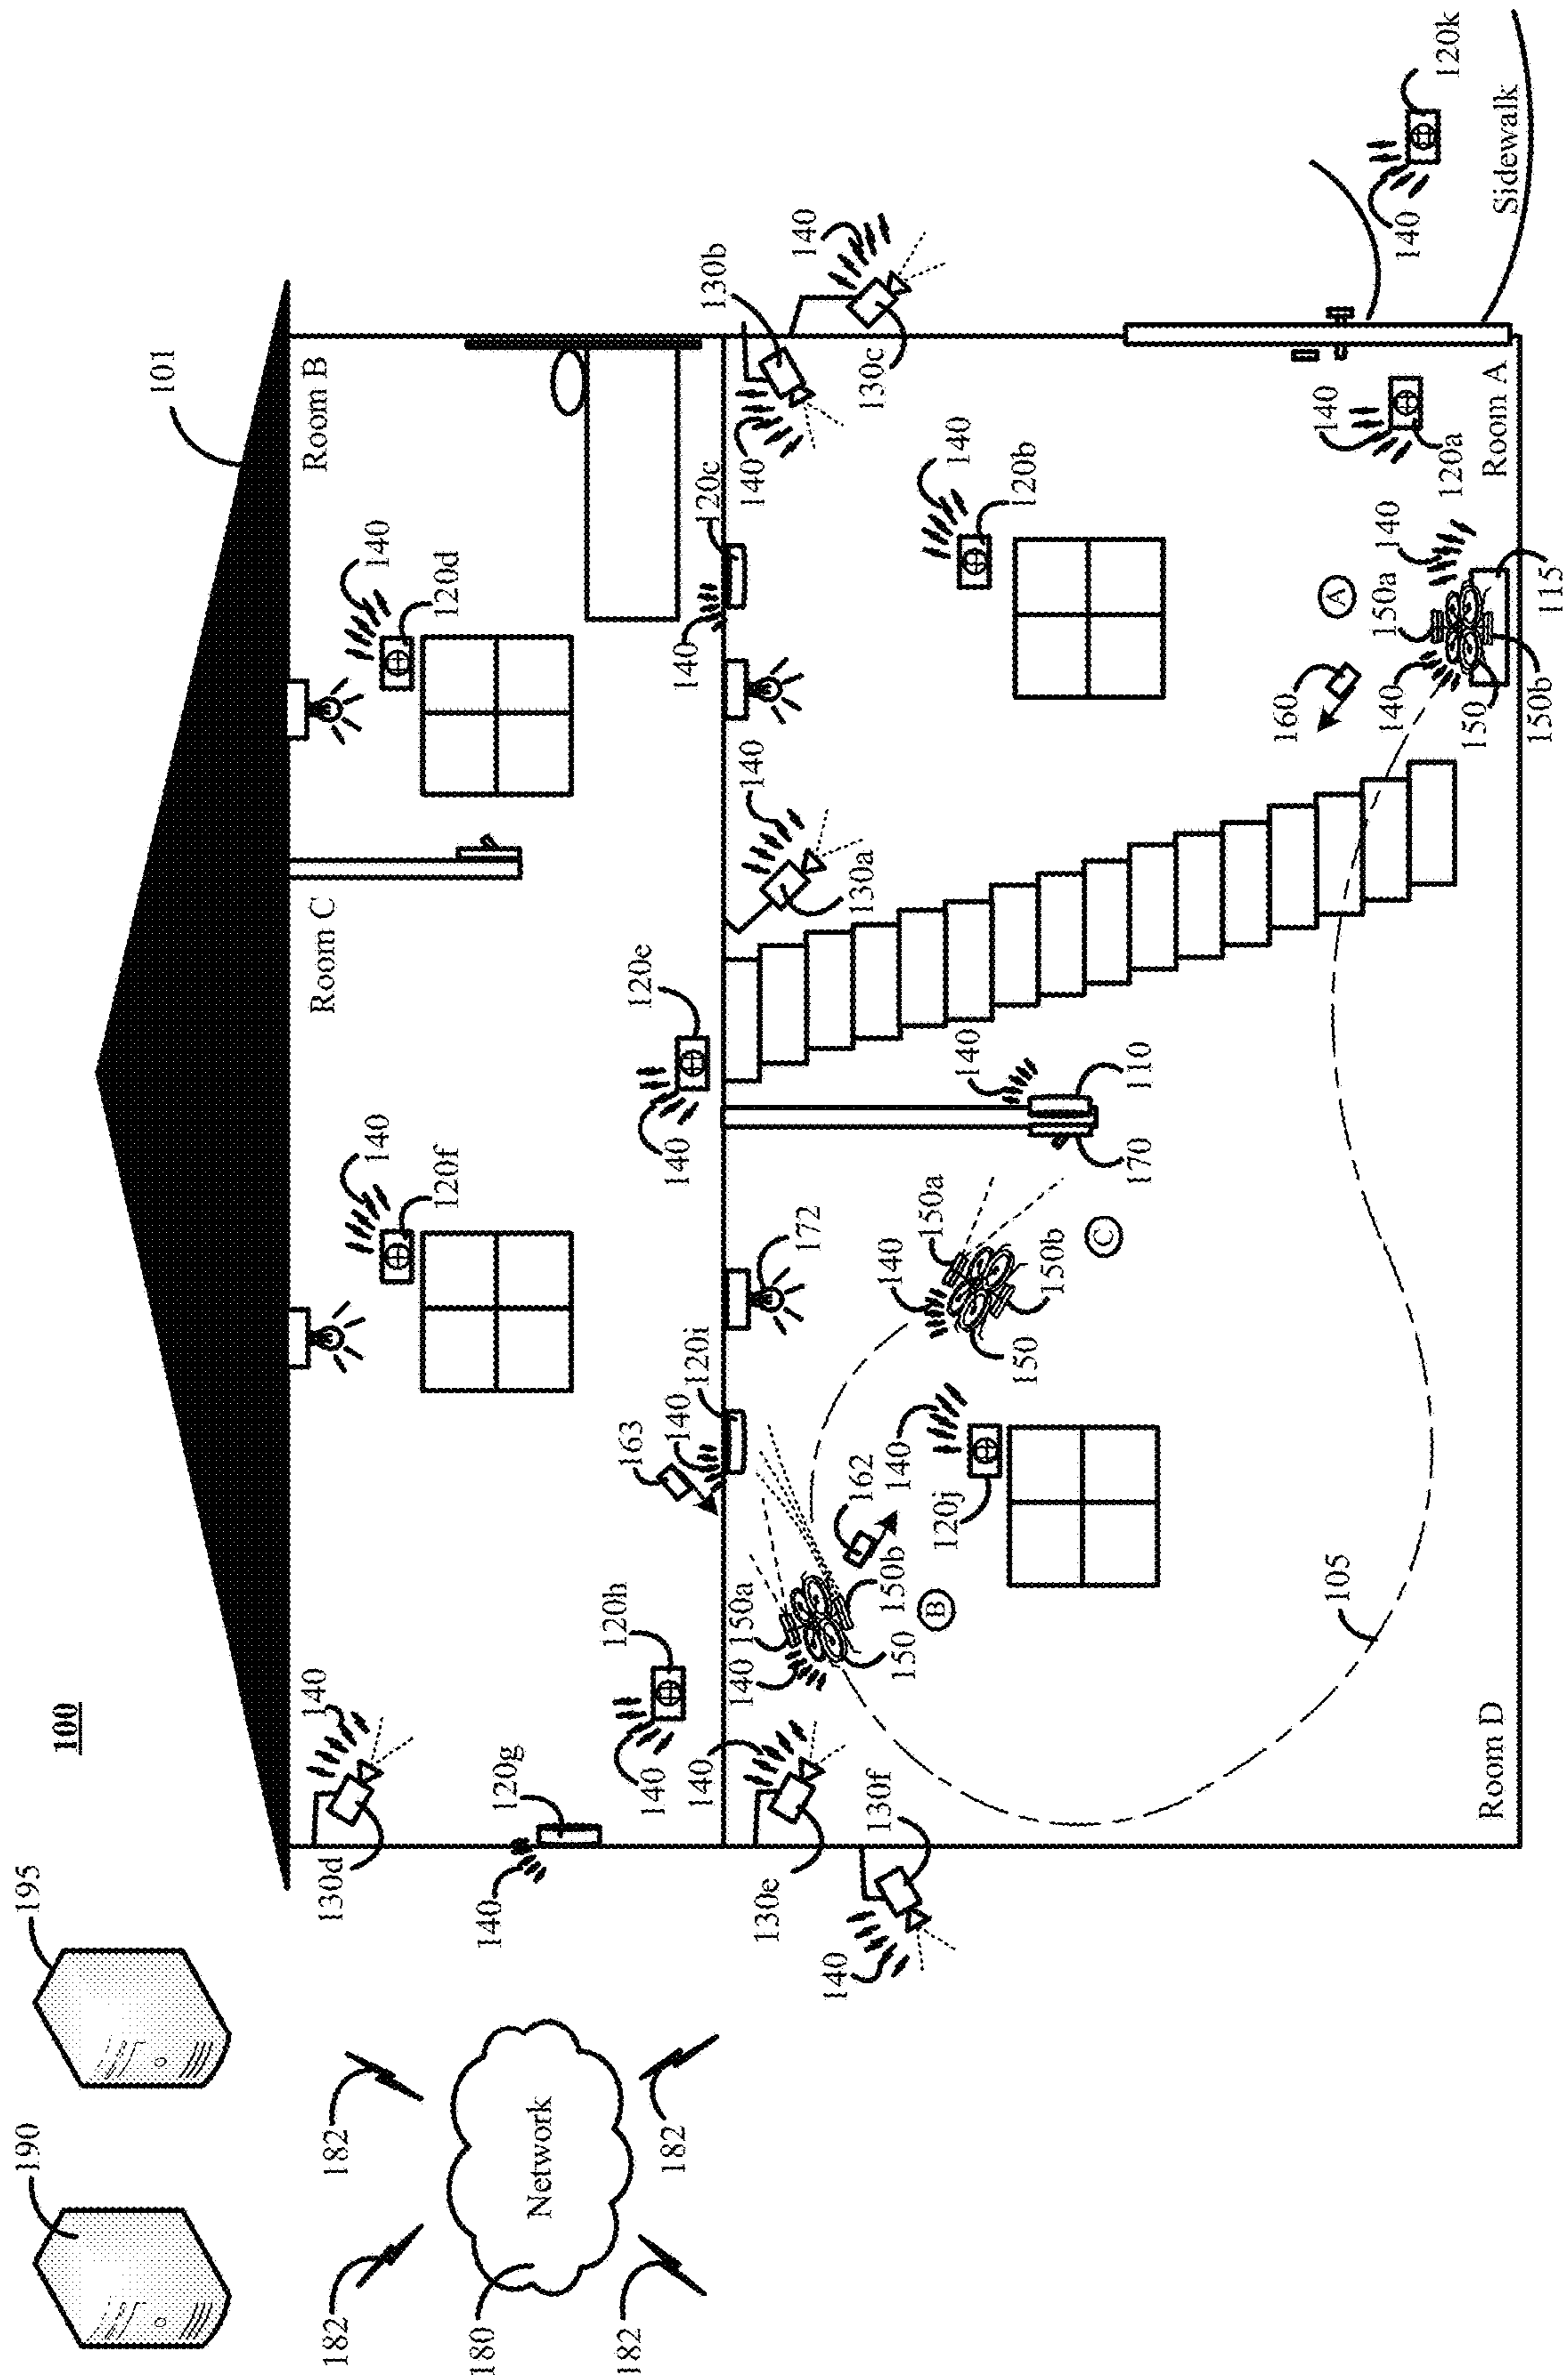 190
195
100
101
140
Room C
Room B
182
182
130d
140
140
120f
120d
180
140
120g
Network
120h
182
163
120e
140
182
140
140
140
140
120i
120c
130b
140
150a
140
140
130e
172
140
140
162
130a
130c
130f
140
150b
140
150
B
150a
120j
140
140
120b
150
150b
C
170
110
160
105
A
140
150a
140
140
140
120a
120k
150
Room D
Room A
Sidewalk
150b
115